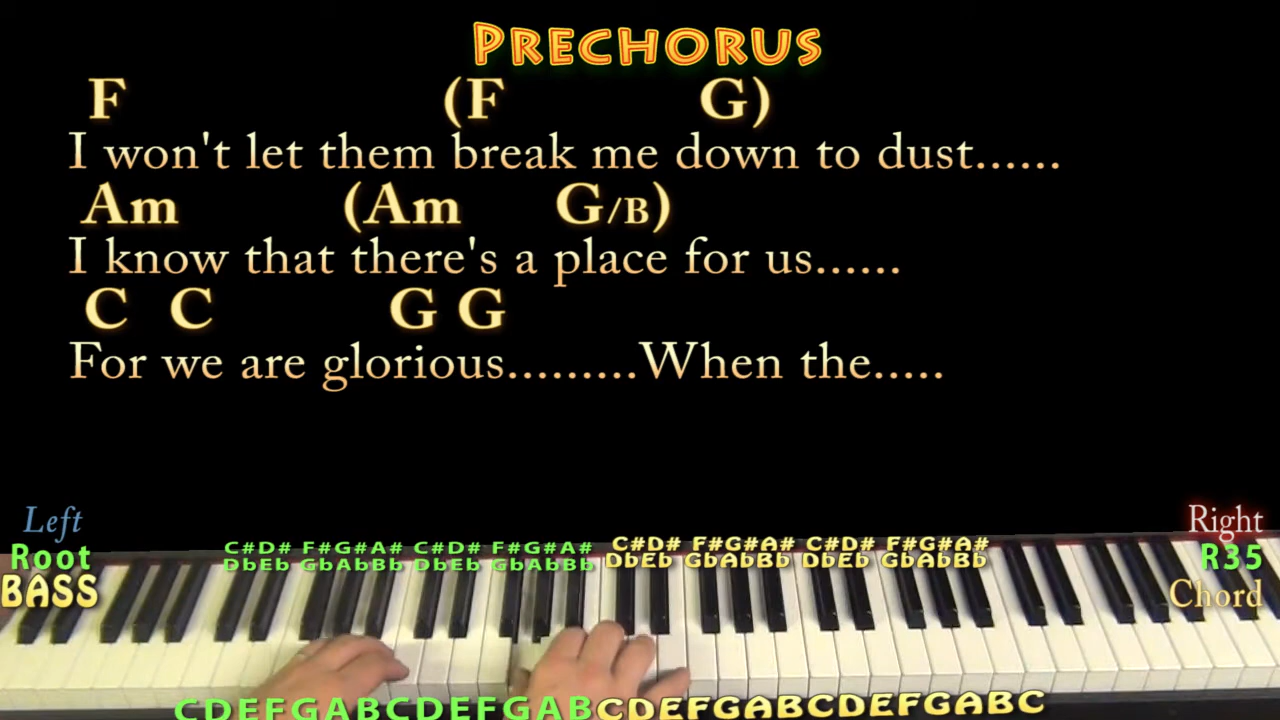 PRECHORUS
F (F G)
I won't let them break me down to dust......
Am (Am G/B)
I know that there's a place for us......
C C G G
For we are glorious.........When the.....
Left
Root
BASS
Right
R35
Chord
C#D# F#G#A# C#D# F#G#A# C#D# F#G#A# C#D# F#G#A#
DbEb GbAbBb DbEb GbAbBb DbEb GbAbBb DbEb GbAbBb
CDEFGABCDEFGABCDEFGABCDEFGABC